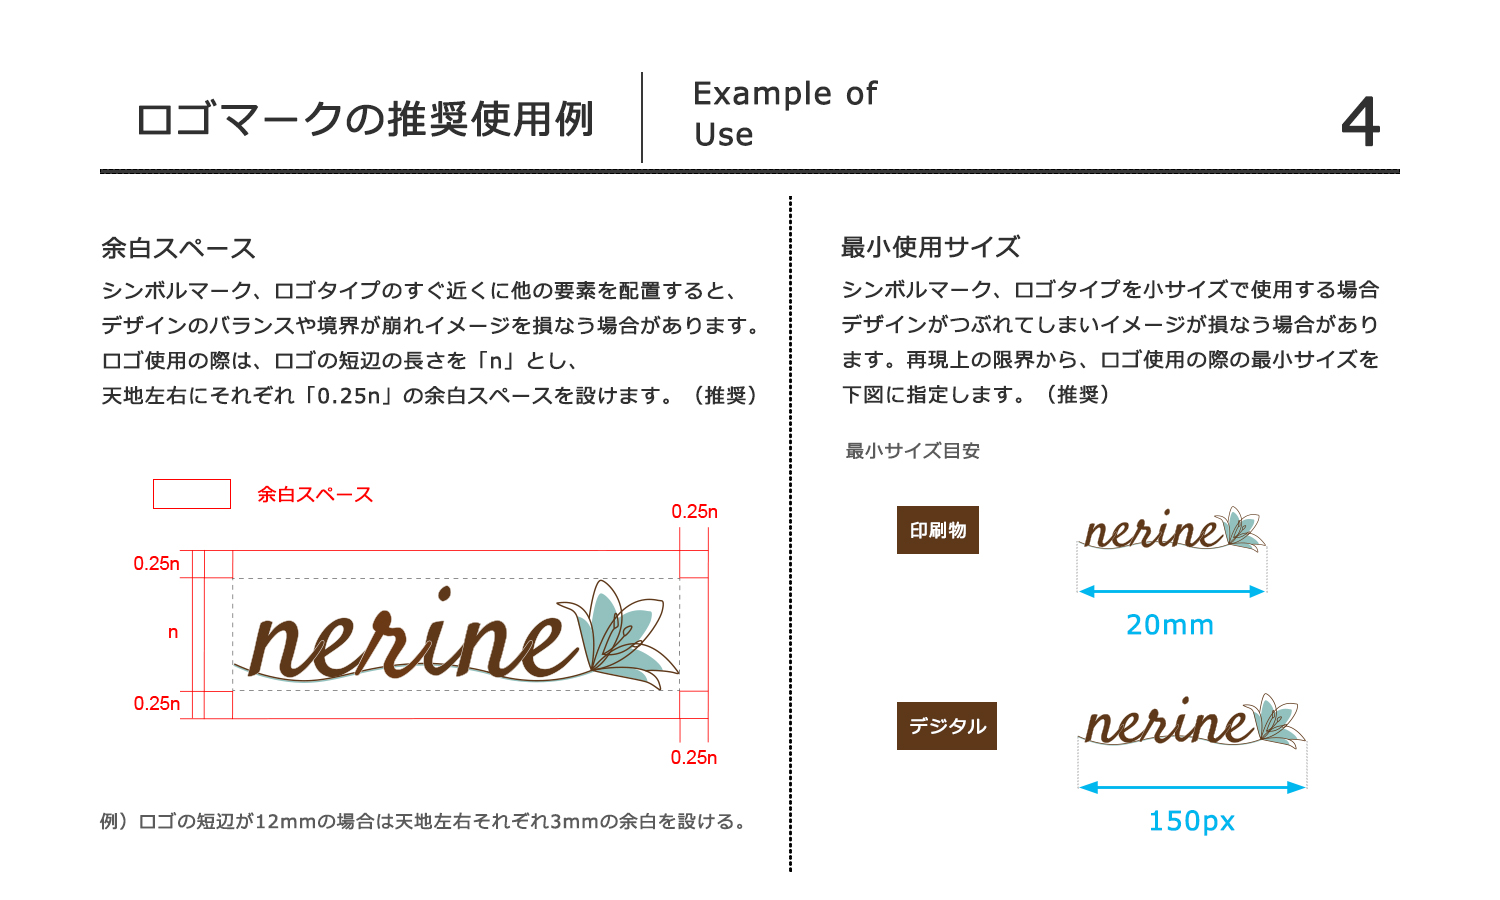 ロゴマークの推奨使用例
Example of
Use
4
余白スペース
シンボルマーク、ロゴタイプのすぐ近くに他の要素を配置すると、
デザインのバランスや境界が崩れイメージを損なう場合があります。
ロゴ使用の際は、ロゴの短辺の長さを「n」とし、
天地左右にそれぞれ「0.25n」の余白スペースを設けます。（推奨）
余白スペース
0.25n
0.25n
n
nerine
0.25n
0.25n
例）ロゴの短辺が12mmの場合は天地左右それぞれ3mmの余白を設ける。
最小使用サイズ
シンボルマーク、ロゴタイプを小サイズで使用する場合
デザインがつぶれてしまいイメージが損なう場合があり
ます。再現上の限界から、ロゴ使用の際の最小サイズを
下図に指定します。（推奨）
最小サイズ目安
印刷物
nerine
20mm
デジタル
nerine
150px